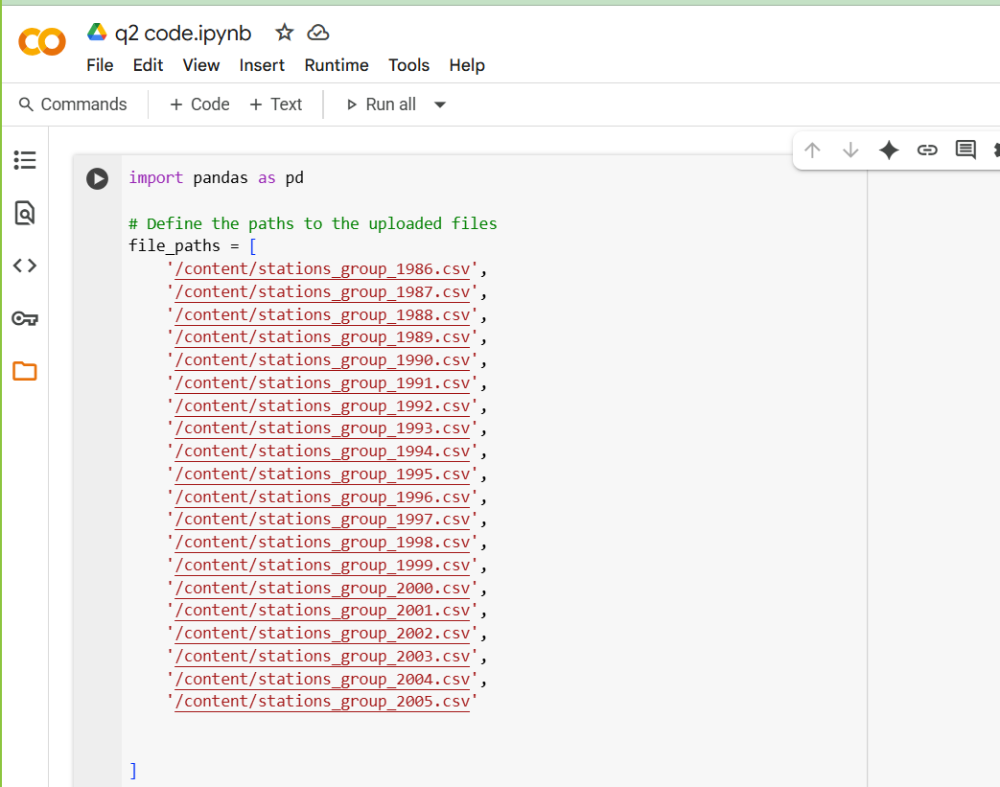 q2 code.ipynb
File Edit View Insert Runtime Tools Help
Commands + Code + Text Run all
import pandas as pd
# Define the paths to the uploaded files
file_paths = [
'/content/stations_group_1986.csv',
'/content/stations_group_1987.csv',
'/content/stations_group_1988.csv',
'/content/stations_group_1989.csv',
'/content/stations_group_1990.csv',
'/content/stations_group_1991.csv',
'/content/stations_group_1992.csv',
'/content/stations_group_1993.csv',
'/content/stations_group_1994.csv',
'/content/stations_group_1995.csv',
'/content/stations_group_1996.csv',
'/content/stations_group_1997.csv',
'/content/stations_group_1998.csv',
'/content/stations_group_1999.csv',
'/content/stations_group_2000.csv',
'/content/stations_group_2001.csv',
'/content/stations_group_2002.csv',
'/content/stations_group_2003.csv',
'/content/stations_group_2004.csv',
'/content/stations_group_2005.csv'
]